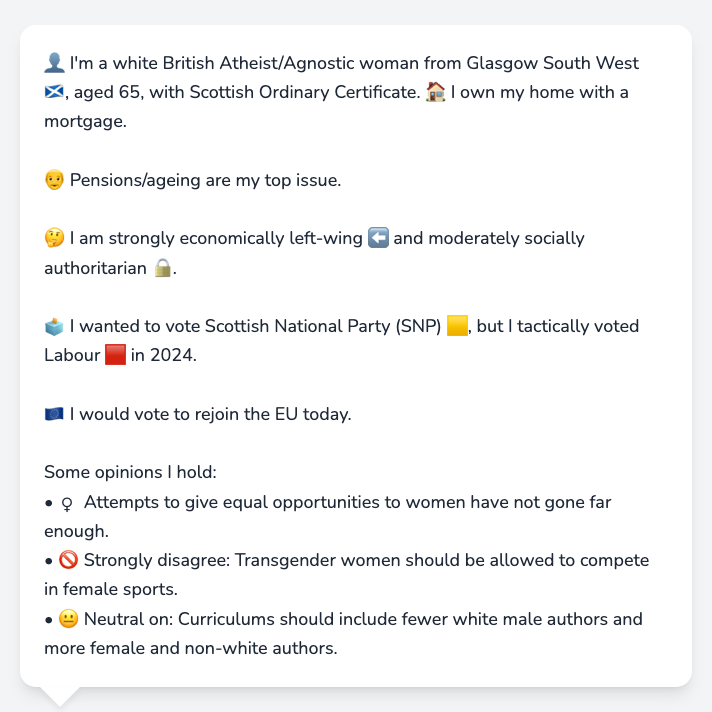 👤 I'm a white British Atheist/Agnostic woman from Glasgow South West
🏴󠁧󠁢󠁳󠁣󠁴󠁿, aged 65, with Scottish Ordinary Certificate. 🏠 I own my home with a
mortgage.
🧓 Pensions/ageing are my top issue.
🤔 I am strongly economically left-wing ⬅️ and moderately socially
authoritarian 🔒.
🗳️ I wanted to vote Scottish National Party (SNP) 🟨, but I tactically voted
Labour 🟥 in 2024.
🇪🇺 I would vote to rejoin the EU today.
Some opinions I hold:
• ♀ Attempts to give equal opportunities to women have not gone far
enough.
• 🚫 Strongly disagree: Transgender women should be allowed to compete
in female sports.
• 😐 Neutral on: Curriculums should include fewer white male authors and
more female and non-white authors.